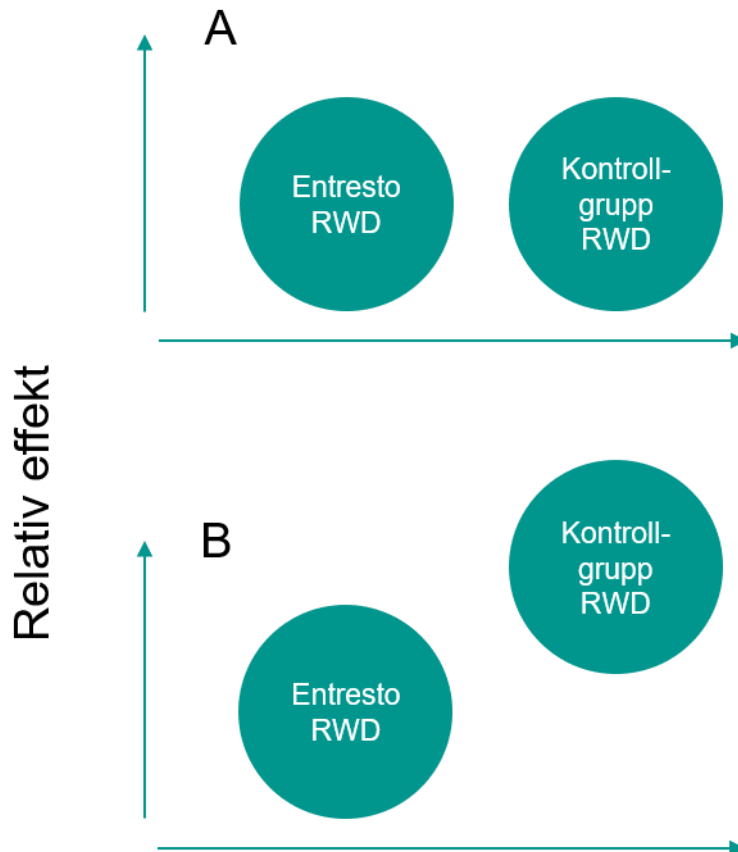 A
Entresto
RWD
Kontroll-
grupp
RWD
Relativ effekt
B
Kontroll-
grupp
RWD
Entresto
RWD